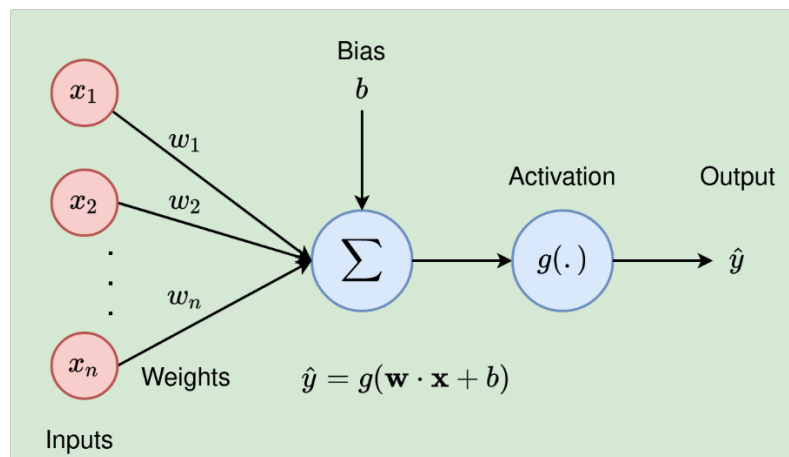 Bias
b
x₁
w₁
x₂
w₂
Activation
Output
∑
g(.)
ŷ
wₙ
xₙ
Weights
ŷ = g(w · x + b)
Inputs